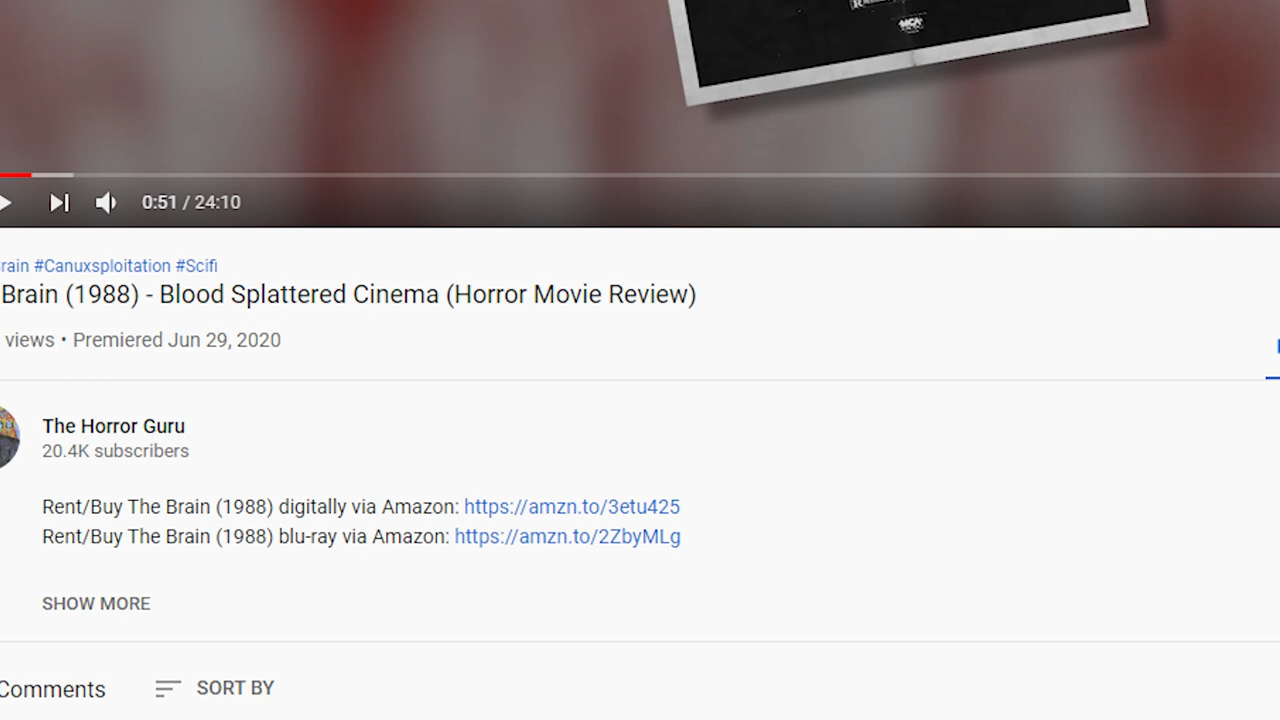 MCA
0:51 / 24:10
rain #Canuxsploitation #Scifi
Brain (1988) - Blood Splattered Cinema (Horror Movie Review)
views • Premiered Jun 29, 2020
The Horror Guru
20.4K subscribers
Rent/Buy The Brain (1988) digitally via Amazon: https://amzn.to/3etu425
Rent/Buy The Brain (1988) blu-ray via Amazon: https://amzn.to/2ZbyMLg
SHOW MORE
Comments SORT BY